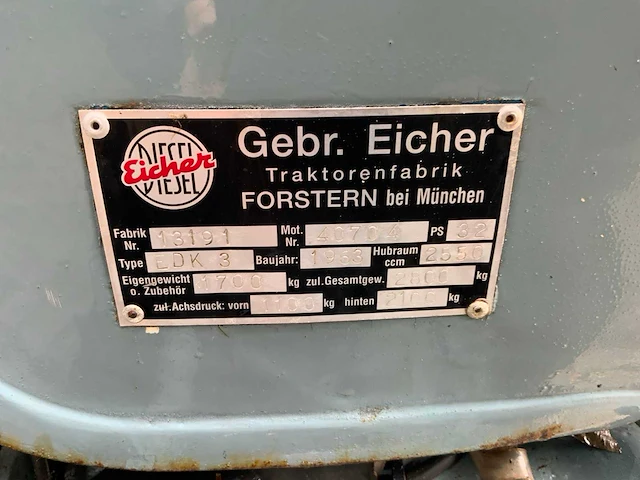 DIESEL
Eicher
DIESEL
Gebr. Eicher
Traktorenfabrik
FORSTERN bei München
Fabrik Nr. 13191 Mot. Nr. 40704 PS 32
Type EDK 3 Baujahr: 1963 Hubraum ccm 2550
Eigengewicht o. Zubehör 1700 kg zul. Gesamtgew. 2800 kg
zul. Achsdruck: vorn kg hinten 2100 kg